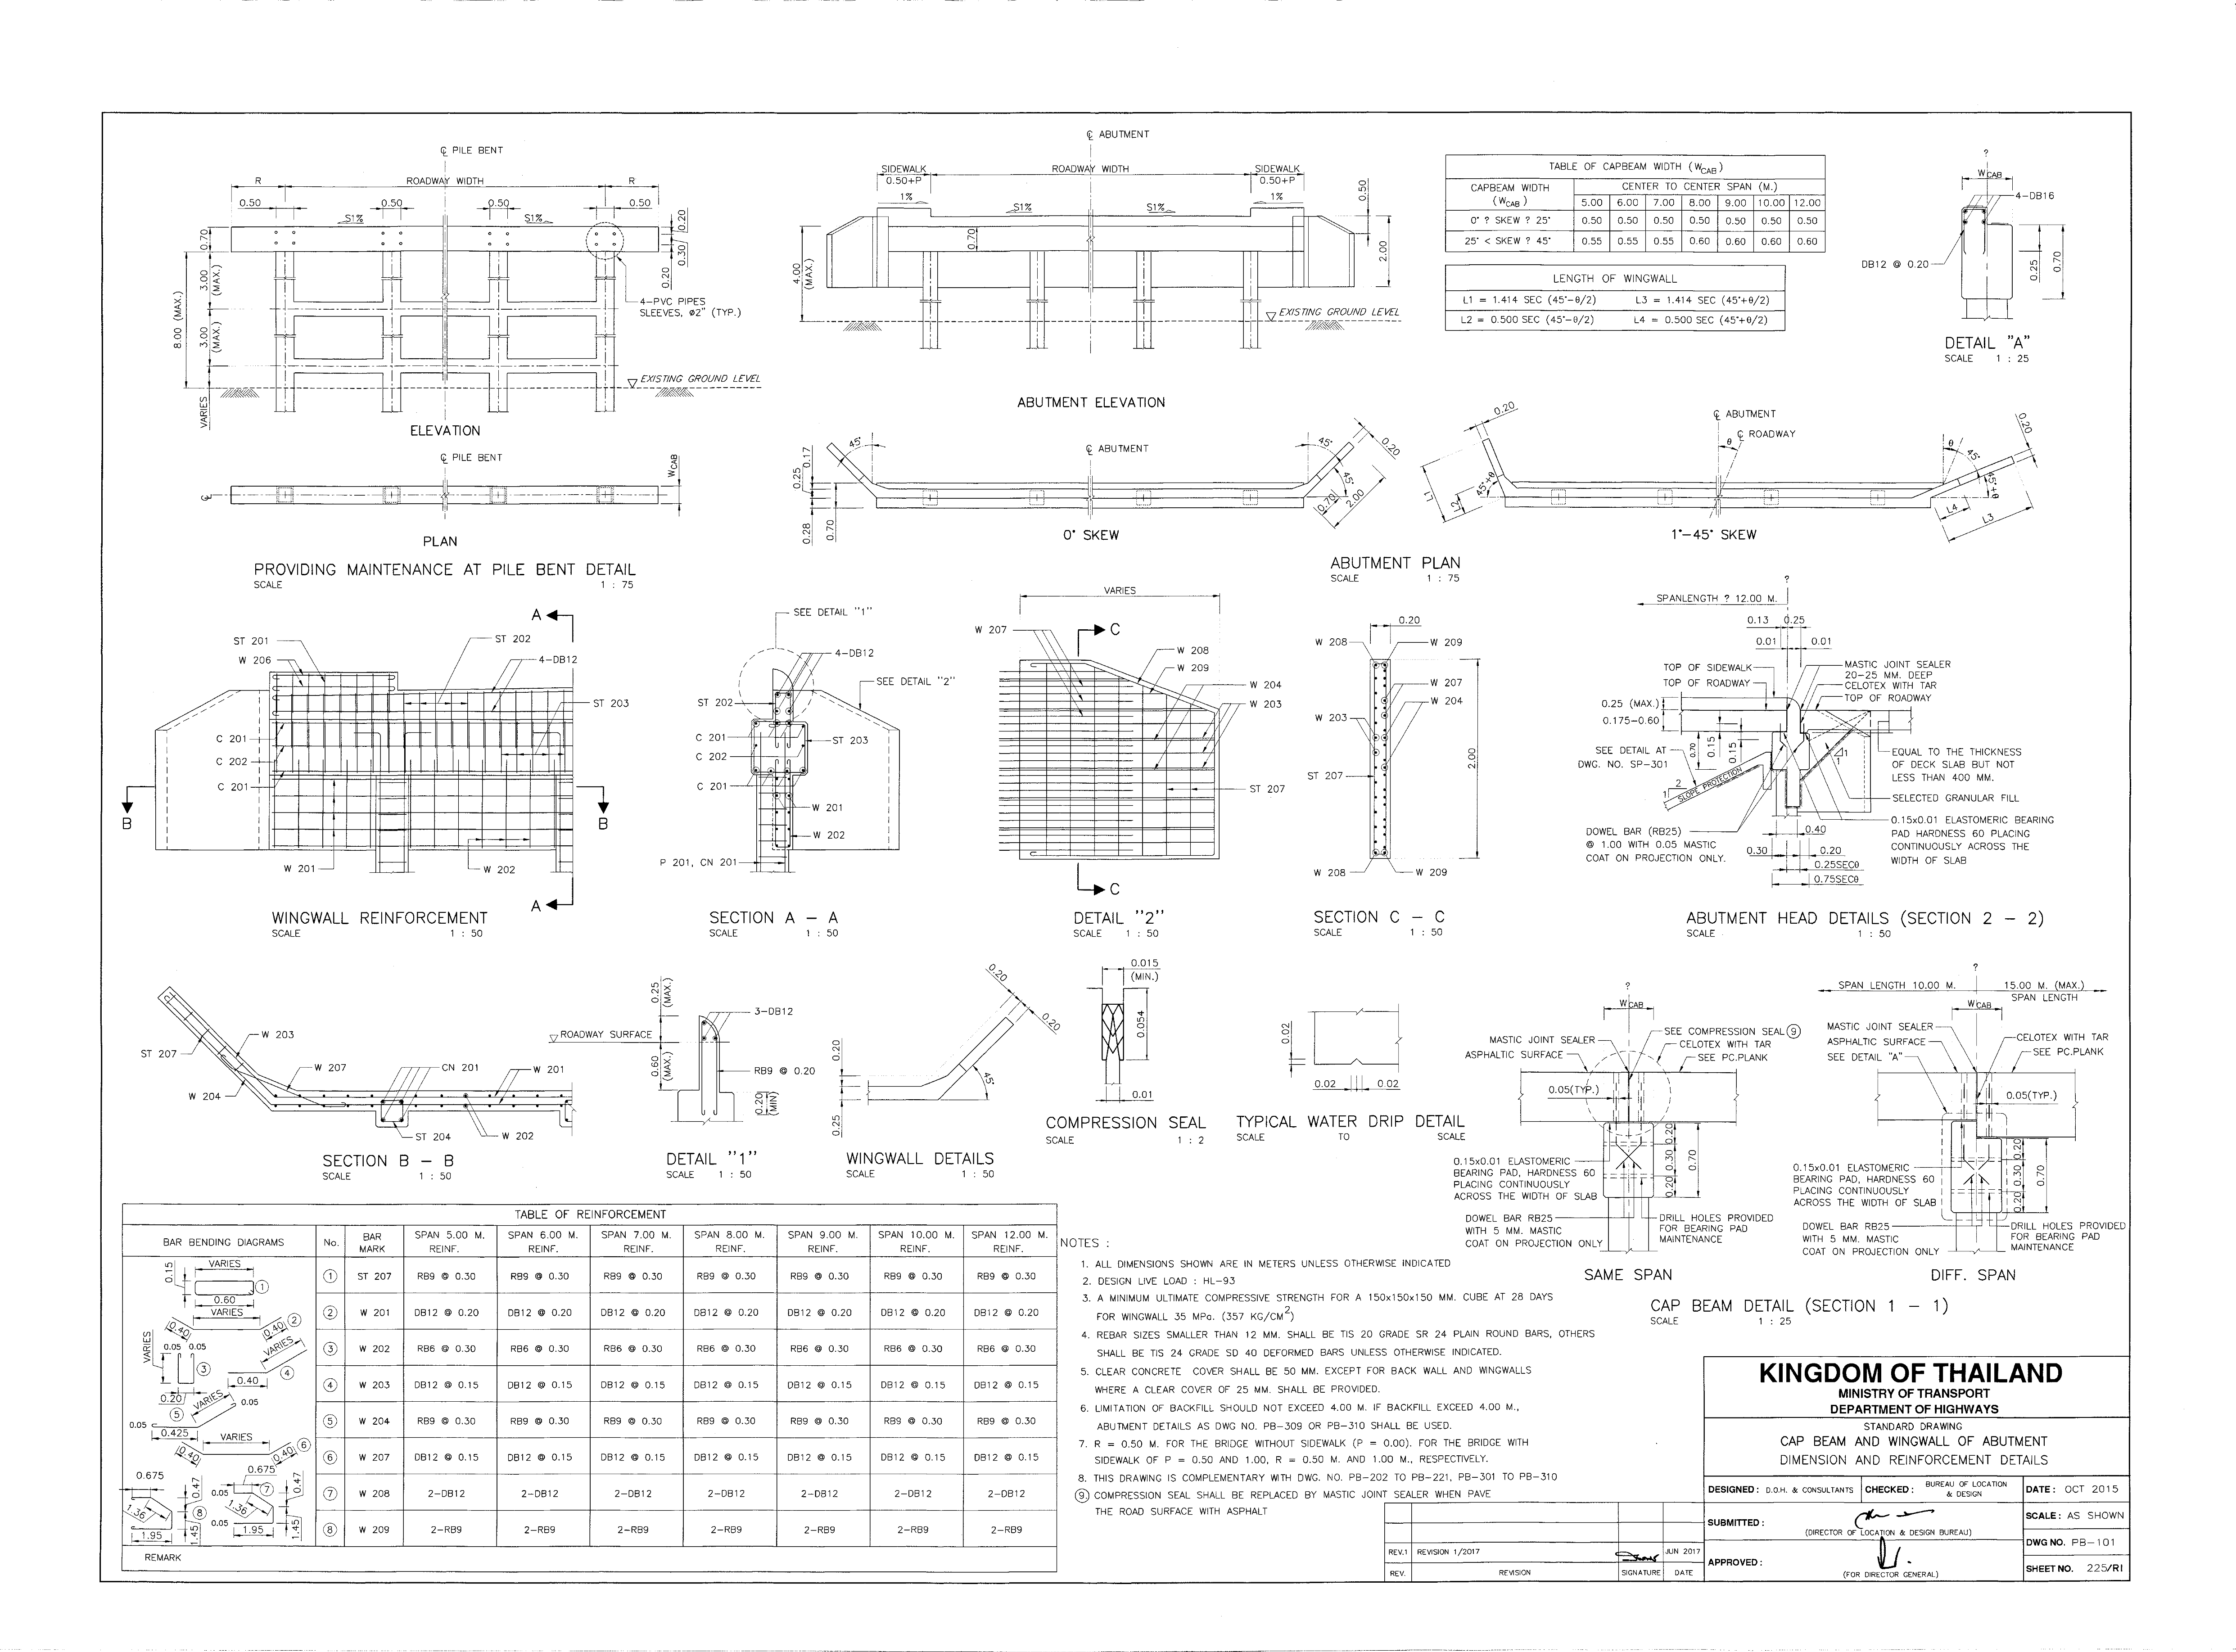 ℄ PILE BENT
R
ROADWAY WIDTH
R
0.50
0.50
0.50
0.50
S1%
S1%
0.70
0.20
0.30
0.20
3.00
(MAX.)
8.00 (MAX.)
3.00
(MAX.)
VARIES
4-PVC PIPES
SLEEVES, ø2" (TYP.)
EXISTING GROUND LEVEL
ELEVATION
℄ PILE BENT
℄
WCAB
PLAN
PROVIDING MAINTENANCE AT PILE BENT DETAIL
SCALE 1 : 75
℄ ABUTMENT
SIDEWALK
ROADWAY WIDTH
SIDEWALK
0.50+P
0.50+P
1%
S1%
S1%
1%
0.50
0.70
4.00
(MAX.)
2.00
EXISTING GROUND LEVEL
ABUTMENT ELEVATION
℄ ABUTMENT
45°
45°
0.20
0.17
0.25
0.28
0.70
45°
0.70
2.00
0° SKEW
℄ ABUTMENT
℄ ROADWAY
θ
0.20
0.20
θ
45°
45°+θ
45°+θ
L1
L2
L4
L3
1°-45° SKEW
ABUTMENT PLAN
SCALE 1 : 75
TABLE OF CAPBEAM WIDTH (WCAB)
CAPBEAM WIDTH
(WCAB)
CENTER TO CENTER SPAN (M.)
5.00 6.00 7.00 8.00 9.00 10.00 12.00
0° ? SKEW ? 25° 0.50 0.50 0.50 0.50 0.50 0.50 0.50
25° < SKEW ? 45° 0.55 0.55 0.55 0.60 0.60 0.60 0.60
LENGTH OF WINGWALL
L1 = 1.414 SEC (45°-θ/2) L3 = 1.414 SEC (45°+θ/2)
L2 = 0.500 SEC (45°-θ/2) L4 = 0.500 SEC (45°+θ/2)
?
WCAB
4-DB16
DB12 @ 0.20
0.25
0.70
DETAIL "A"
SCALE 1 : 25
A
ST 201
ST 202
W 206
4-DB12
ST 203
C 201
C 202
C 201
B
B
W 201
W 202
A
WINGWALL REINFORCEMENT
SCALE 1 : 50
SEE DETAIL "1"
4-DB12
SEE DETAIL "2"
ST 202
C 201
ST 203
C 202
C 201
W 201
W 202
P 201, CN 201
SECTION A - A
SCALE 1 : 50
VARIES
W 207
C
W 208
W 209
W 204
W 203
ST 207
C
DETAIL "2"
SCALE 1 : 50
0.20
W 208
W 209
W 207
W 204
W 203
ST 207
2.00
W 208
W 209
SECTION C - C
SCALE 1 : 50
?
SPANLENGTH ? 12.00 M.
0.13 0.25
0.01 0.01
TOP OF SIDEWALK
TOP OF ROADWAY
MASTIC JOINT SEALER
20-25 MM. DEEP
CELOTEX WITH TAR
TOP OF ROADWAY
0.25 (MAX.)
0.175-0.60
SEE DETAIL AT
DWG. NO. SP-301
0.70
0.15
0.15
1
1
2
1
SLOPE PROTECTION
EQUAL TO THE THICKNESS
OF DECK SLAB BUT NOT
LESS THAN 400 MM.
SELECTED GRANULAR FILL
0.15x0.01 ELASTOMERIC BEARING
PAD HARDNESS 60 PLACING
CONTINUOUSLY ACROSS THE
WIDTH OF SLAB
DOWEL BAR (RB25)
@ 1.00 WITH 0.05 MASTIC
COAT ON PROJECTION ONLY.
0.40
0.30
0.20
0.25SECθ
0.75SECθ
ABUTMENT HEAD DETAILS (SECTION 2 - 2)
SCALE 1 : 50
W 203
ST 207
W 207
CN 201
W 201
W 204
ST 204
W 202
SECTION B - B
SCALE 1 : 50
0.25
(MAX.)
3-DB12
ROADWAY SURFACE
0.60
(MAX.)
RB9 @ 0.20
0.20
(MIN)
DETAIL "1"
SCALE 1 : 50
0.20
0.20
0.20
0.25
45°
WINGWALL DETAILS
SCALE 1 : 50
0.015
(MIN.)
0.054
0.01
COMPRESSION SEAL
SCALE 1 : 2
0.02
0.02
0.02
TYPICAL WATER DRIP DETAIL
SCALE TO SCALE
?
WCAB
MASTIC JOINT SEALER
ASPHALTIC SURFACE
SEE COMPRESSION SEAL 9
CELOTEX WITH TAR
SEE PC.PLANK
0.05(TYP.)
0.20
0.30
0.20
0.70
0.15x0.01 ELASTOMERIC
BEARING PAD, HARDNESS 60
PLACING CONTINUOUSLY
ACROSS THE WIDTH OF SLAB
DOWEL BAR RB25
WITH 5 MM. MASTIC
COAT ON PROJECTION ONLY
DRILL HOLES PROVIDED
FOR BEARING PAD
MAINTENANCE
SAME SPAN
?
SPAN LENGTH 10.00 M.
15.00 M. (MAX.)
SPAN LENGTH
WCAB
MASTIC JOINT SEALER
ASPHALTIC SURFACE
SEE DETAIL "A"
CELOTEX WITH TAR
SEE PC.PLANK
0.05(TYP.)
0.20
0.30
0.20
0.70
0.15x0.01 ELASTOMERIC
BEARING PAD, HARDNESS 60
PLACING CONTINUOUSLY
ACROSS THE WIDTH OF SLAB
DOWEL BAR RB25
WITH 5 MM. MASTIC
COAT ON PROJECTION ONLY
DRILL HOLES PROVIDED
FOR BEARING PAD
MAINTENANCE
DIFF. SPAN
CAP BEAM DETAIL (SECTION 1 - 1)
SCALE 1 : 25
TABLE OF REINFORCEMENT
BAR BENDING DIAGRAMS No. BAR MARK SPAN 5.00 M. REINF. SPAN 6.00 M. REINF. SPAN 7.00 M. REINF. SPAN 8.00 M. REINF. SPAN 9.00 M. REINF. SPAN 10.00 M. REINF. SPAN 12.00 M. REINF.
1 ST 207 RB9 @ 0.30 RB9 @ 0.30 RB9 @ 0.30 RB9 @ 0.30 RB9 @ 0.30 RB9 @ 0.30 RB9 @ 0.30
2 W 201 DB12 @ 0.20 DB12 @ 0.20 DB12 @ 0.20 DB12 @ 0.20 DB12 @ 0.20 DB12 @ 0.20 DB12 @ 0.20
3 W 202 RB6 @ 0.30 RB6 @ 0.30 RB6 @ 0.30 RB6 @ 0.30 RB6 @ 0.30 RB6 @ 0.30 RB6 @ 0.30
4 W 203 DB12 @ 0.15 DB12 @ 0.15 DB12 @ 0.15 DB12 @ 0.15 DB12 @ 0.15 DB12 @ 0.15 DB12 @ 0.15
5 W 204 RB9 @ 0.30 RB9 @ 0.30 RB9 @ 0.30 RB9 @ 0.30 RB9 @ 0.30 RB9 @ 0.30 RB9 @ 0.30
6 W 207 DB12 @ 0.15 DB12 @ 0.15 DB12 @ 0.15 DB12 @ 0.15 DB12 @ 0.15 DB12 @ 0.15 DB12 @ 0.15
7 W 208 2-DB12 2-DB12 2-DB12 2-DB12 2-DB12 2-DB12 2-DB12
8 W 209 2-RB9 2-RB9 2-RB9 2-RB9 2-RB9 2-RB9 2-RB9
VARIES
0.15
1
0.60
VARIES
2
0.40
0.40
VARIES
0.05 0.05
3
VARIES
4
0.40
0.20
VARIES
0.05
5
0.05
0.425
VARIES
6
0.40
0.40
0.675
0.675
0.47
0.05
7
0.47
1.36
8
1.36
0.05
1.95
1.45
1.95
1.45
REMARK
NOTES :
1. ALL DIMENSIONS SHOWN ARE IN METERS UNLESS OTHERWISE INDICATED
2. DESIGN LIVE LOAD : HL-93
3. A MINIMUM ULTIMATE COMPRESSIVE STRENGTH FOR A 150x150x150 MM. CUBE AT 28 DAYS
FOR WINGWALL 35 MPa. (357 KG/CM2)
4. REBAR SIZES SMALLER THAN 12 MM. SHALL BE TIS 20 GRADE SR 24 PLAIN ROUND BARS, OTHERS
SHALL BE TIS 24 GRADE SD 40 DEFORMED BARS UNLESS OTHERWISE INDICATED.
5. CLEAR CONCRETE COVER SHALL BE 50 MM. EXCEPT FOR BACK WALL AND WINGWALLS
WHERE A CLEAR COVER OF 25 MM. SHALL BE PROVIDED.
6. LIMITATION OF BACKFILL SHOULD NOT EXCEED 4.00 M. IF BACKFILL EXCEED 4.00 M.,
ABUTMENT DETAILS AS DWG NO. PB-309 OR PB-310 SHALL BE USED.
7. R = 0.50 M. FOR THE BRIDGE WITHOUT SIDEWALK (P = 0.00). FOR THE BRIDGE WITH
SIDEWALK OF P = 0.50 AND 1.00, R = 0.50 M. AND 1.00 M., RESPECTIVELY.
8. THIS DRAWING IS COMPLEMENTARY WITH DWG. NO. PB-202 TO PB-221, PB-301 TO PB-310
9 COMPRESSION SEAL SHALL BE REPLACED BY MASTIC JOINT SEALER WHEN PAVE
THE ROAD SURFACE WITH ASPHALT
REV.1 REVISION 1/2017 JUN 2017
REV. REVISION SIGNATURE DATE
KINGDOM OF THAILAND
MINISTRY OF TRANSPORT
DEPARTMENT OF HIGHWAYS
STANDARD DRAWING
CAP BEAM AND WINGWALL OF ABUTMENT
DIMENSION AND REINFORCEMENT DETAILS
DESIGNED : D.O.H. & CONSULTANTS
CHECKED : BUREAU OF LOCATION & DESIGN
DATE : OCT 2015
SUBMITTED :
(DIRECTOR OF LOCATION & DESIGN BUREAU)
SCALE : AS SHOWN
DWG NO. PB-101
APPROVED :
(FOR DIRECTOR GENERAL)
SHEET NO. 225/R1